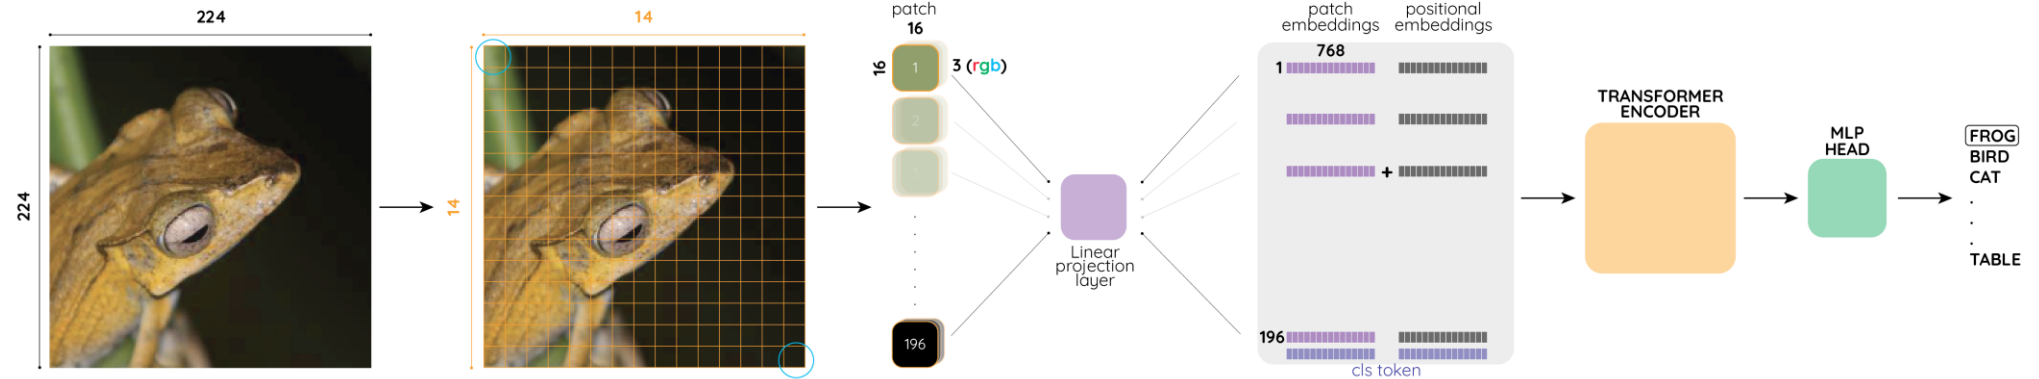 224
224
14
14
patch
16
16
3 (rgb)
1
2
196
Linear
projection
layer
patch
embeddings
positional
embeddings
768
1
+
196
cls token
TRANSFORMER
ENCODER
MLP
HEAD
FROG
BIRD
CAT
.
.
.
TABLE